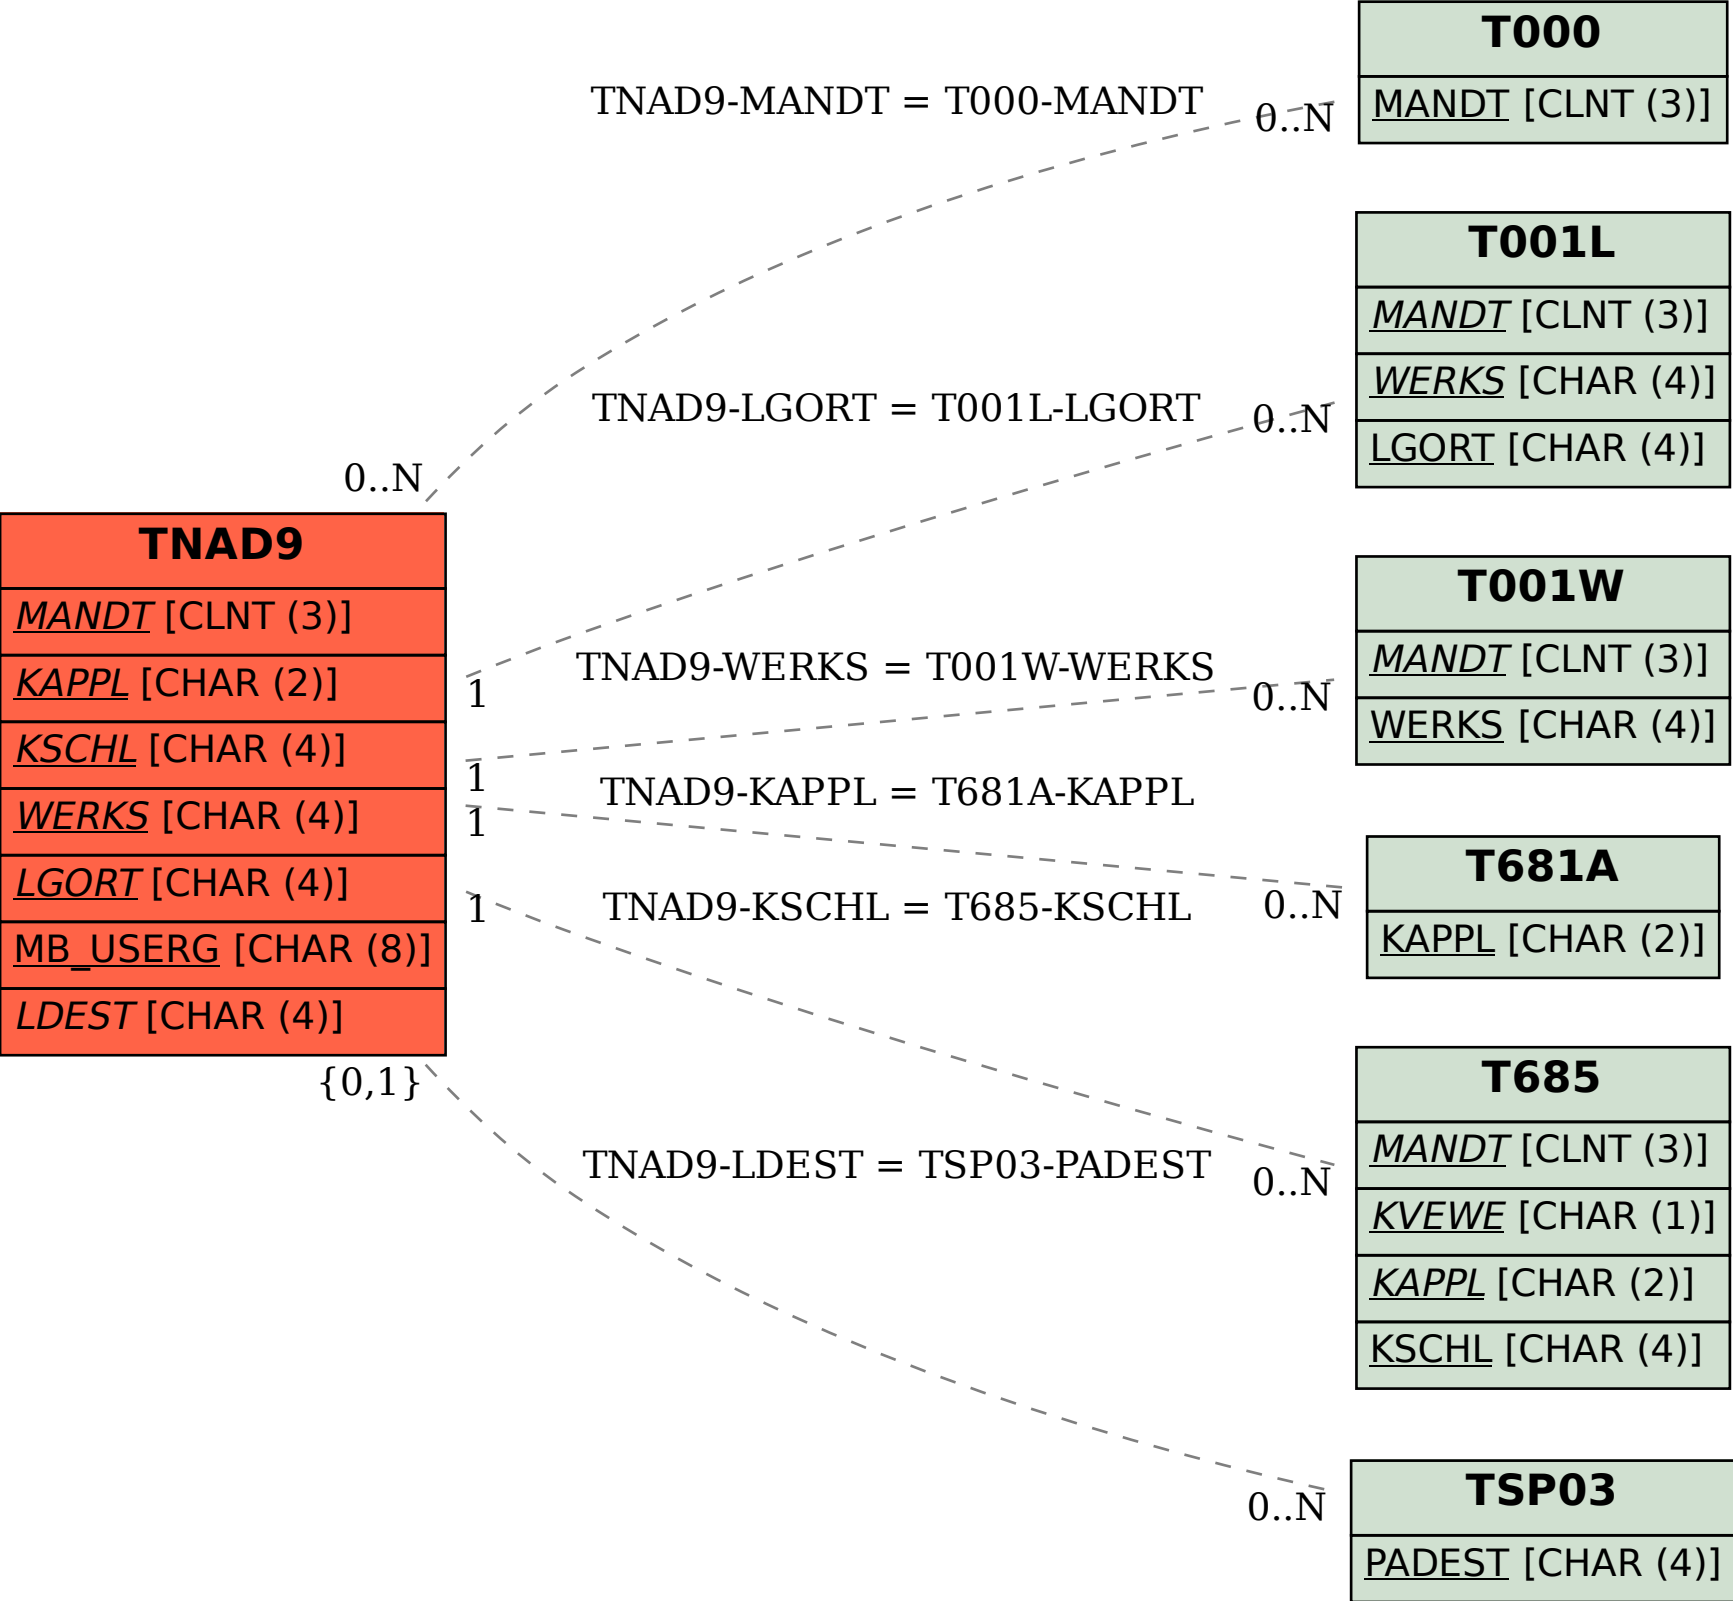 T000
MANDT [CLNT (3)]
TNAD9-MANDT = T000-MANDT
0..N
T001L
MANDT [CLNT (3)]
WERKS [CHAR (4)]
LGORT [CHAR (4)]
TNAD9-LGORT = T001L-LGORT
0..N
0..N
TNAD9
MANDT [CLNT (3)]
KAPPL [CHAR (2)]
KSCHL [CHAR (4)]
WERKS [CHAR (4)]
LGORT [CHAR (4)]
MB_USERG [CHAR (8)]
LDEST [CHAR (4)]
{0,1}
1
1
1
1
T001W
MANDT [CLNT (3)]
WERKS [CHAR (4)]
TNAD9-WERKS = T001W-WERKS
0..N
TNAD9-KAPPL = T681A-KAPPL
0..N
T681A
KAPPL [CHAR (2)]
TNAD9-KSCHL = T685-KSCHL
0..N
T685
MANDT [CLNT (3)]
KVEWE [CHAR (1)]
KAPPL [CHAR (2)]
KSCHL [CHAR (4)]
TNAD9-LDEST = TSP03-PADEST
0..N
TSP03
PADEST [CHAR (4)]